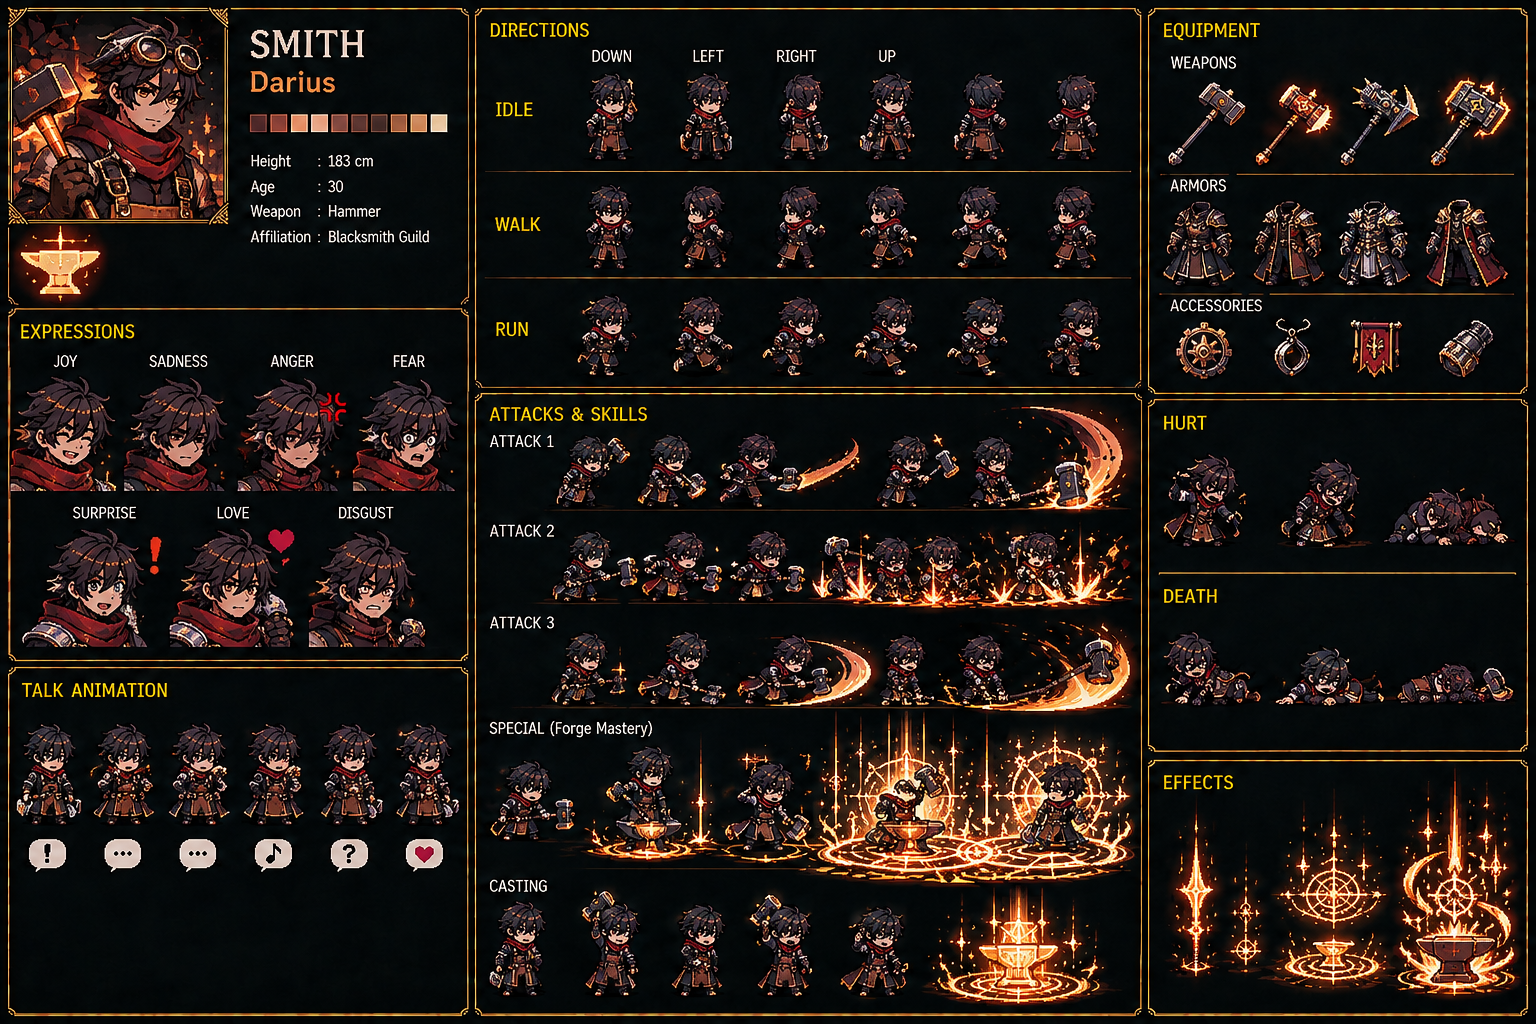 SMITH
Darius
Height : 183 cm
Age : 30
Weapon : Hammer
Affiliation : Blacksmith Guild
EXPRESSIONS
JOY SADNESS ANGER FEAR
SURPRISE LOVE DISGUST
!
TALK ANIMATION
! ... ... ♪ ? ♥
DIRECTIONS
DOWN LEFT RIGHT UP
IDLE
WALK
RUN
ATTACKS & SKILLS
ATTACK 1
ATTACK 2
ATTACK 3
SPECIAL (Forge Mastery)
CASTING
EQUIPMENT
WEAPONS
ARMORS
ACCESSORIES
HURT
DEATH
EFFECTS